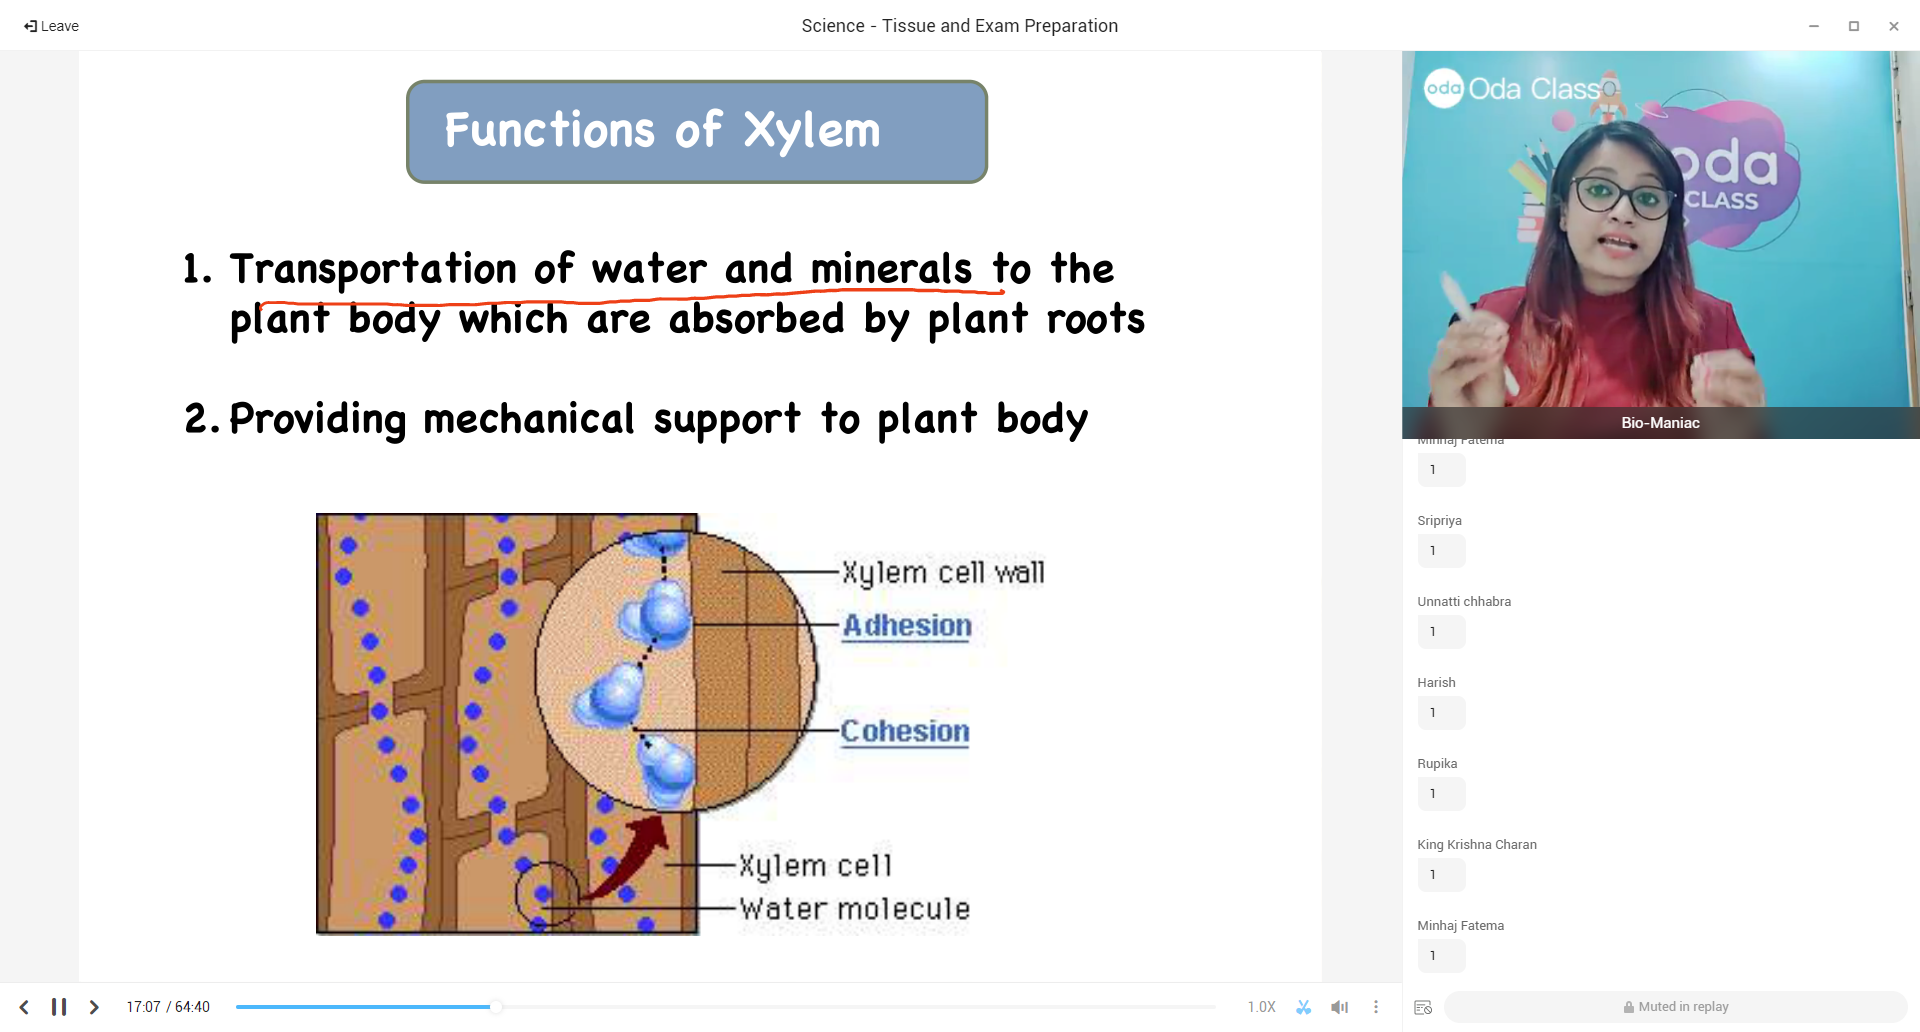 Leave
Science - Tissue and Exam Preparation
Functions of Xylem
1. Transportation of water and minerals to the
plant body which are absorbed by plant roots
2. Providing mechanical support to plant body
Xylem cell wall
Adhesion
Cohesion
Xylem cell
Water molecule
oda Oda Class
oda
CLASS
Bio-Maniac
Minhaj Fatema
1
Sripriya
1
Unnatti chhabra
1
Harish
1
Rupika
1
King Krishna Charan
1
Minhaj Fatema
1
17:07 / 64:40
1.0X
Muted in replay